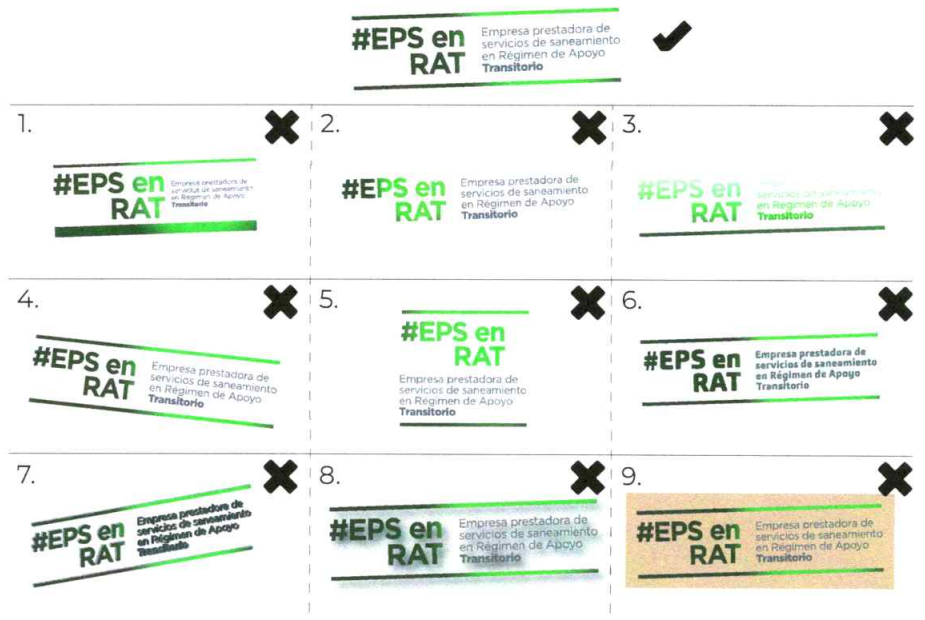 #EPS en
RAT
Empresa prestadora de
servicios de saneamiento
en Régimen de Apoyo
Transitorio
1.
#EPS en
RAT
Empresa prestadora de
servicios de saneamiento
en Régimen de Apoyo
Transitorio
2.
#EPS en
RAT
Empresa prestadora de
servicios de saneamiento
en Régimen de Apoyo
Transitorio
3.
#EPS en
RAT
servicios de saneamiento
en Régimen de Apoyo
Transitorio
4.
#EPS en
RAT
Empresa prestadora de
servicios de saneamiento
en Régimen de Apoyo
Transitorio
5.
#EPS en
RAT
Empresa prestadora de
servicios de saneamiento
en Régimen de Apoyo
Transitorio
6.
#EPS en
RAT
Empresa prestadora de
servicios de saneamiento
en Régimen de Apoyo
Transitorio
7.
#EPS en
RAT
Empresa prestadora de
servicios de saneamiento
en Régimen de Apoyo
Transitorio
8.
#EPS en
RAT
Empresa prestadora de
servicios de saneamiento
en Régimen de Apoyo
Transitorio
9.
#EPS en
RAT
Empresa prestadora de
servicios de saneamiento
en Régimen de Apoyo
Transitorio